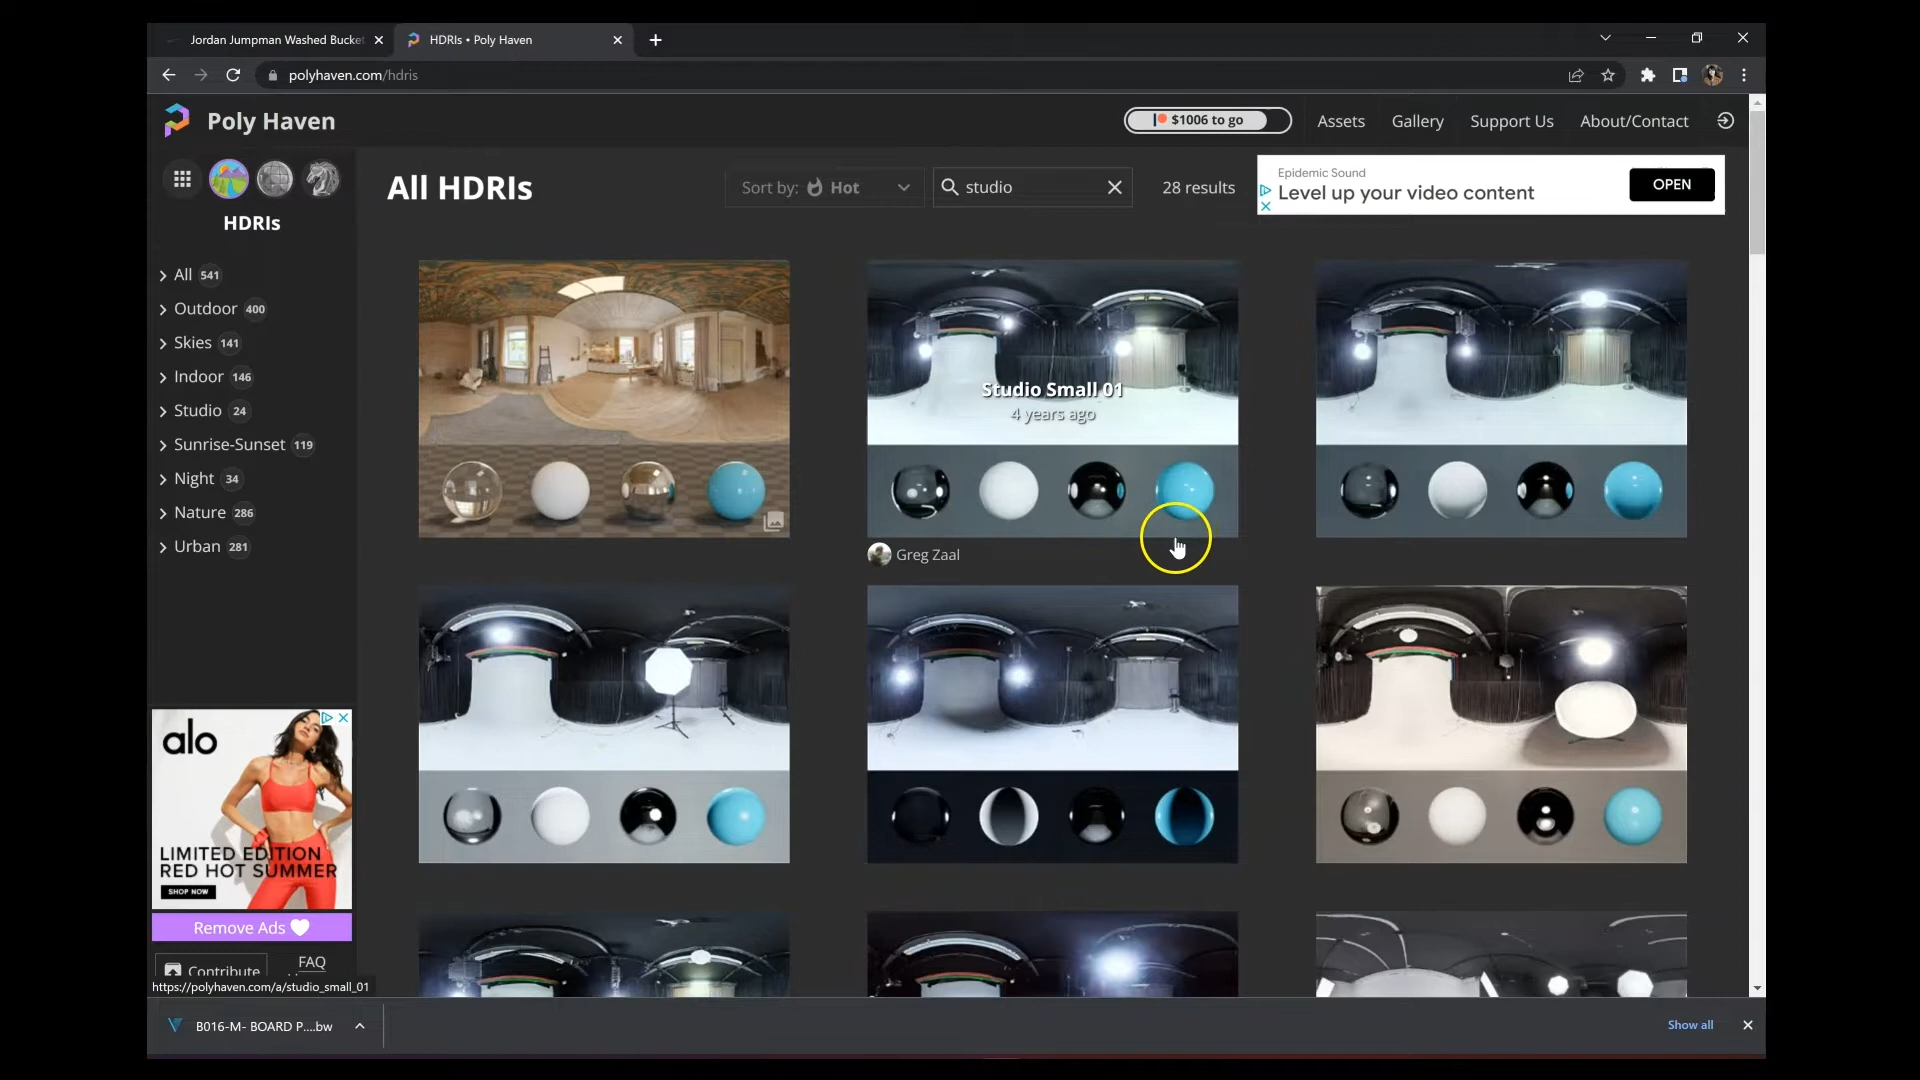 Jordan Jumpman Washed Bucket
HDRIs • Poly Haven
polyhaven.com/hdris
Poly Haven
$1006 to go
Assets
Gallery
Support Us
About/Contact
HDRIs
All HDRIs
Sort by: Hot
studio
28 results
Epidemic Sound
Level up your video content
OPEN
All 541
Outdoor 400
Skies 141
Indoor 146
Studio 24
Sunrise-Sunset 119
Night 34
Nature 286
Urban 281
Studio Small 01
4 years ago
Greg Zaal
alo
LIMITED EDITION
RED HOT SUMMER
SHOP NOW
Remove Ads
Contribute
FAQ
https://polyhaven.com/a/studio_small_01
B016-M- BOARD P....bw
Show all